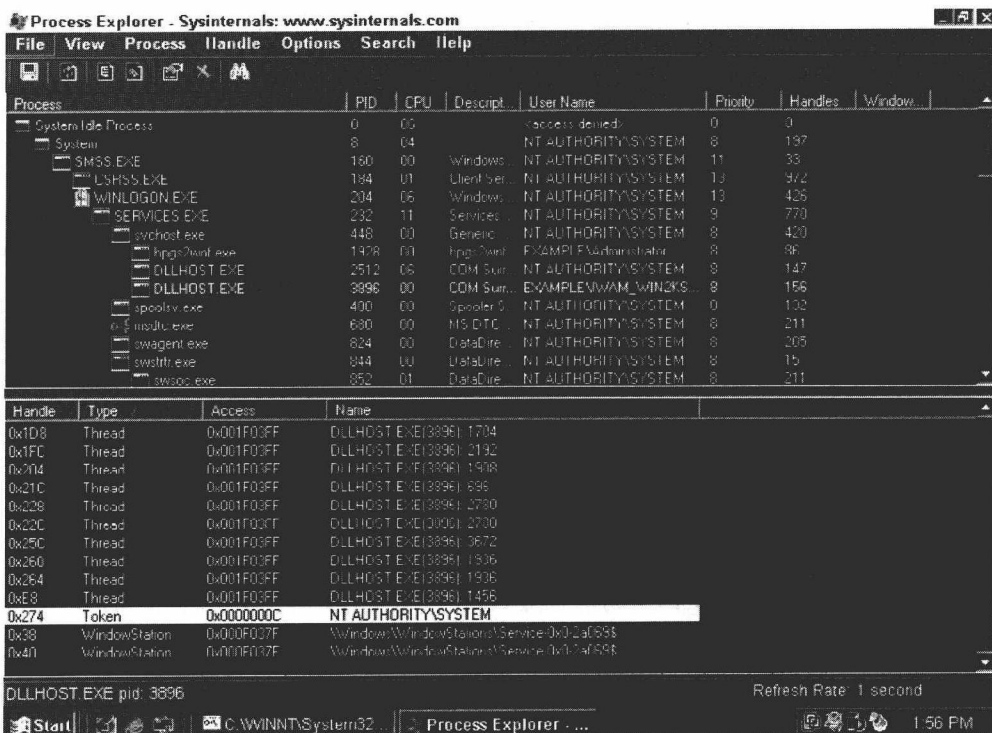 Process Explorer - Sysinternals: www.sysinternals.com
File View Process Handle Options Search Help
Process PID CPU Descript... User Name Priority Handles Window...
System Idle Process 0 <access denied> 0 0
System 8 04 NT AUTHORITY\SYSTEM 8 197
SMSS.EXE 160 00 Windows... NT AUTHORITY\SYSTEM 11 33
CSRSS.EXE 184 01 Client Ser... NT AUTHORITY\SYSTEM 13 972
WINLOGON.EXE 204 06 Windows... NT AUTHORITY\SYSTEM 13 426
SERVICES.EXE 232 11 Services... NT AUTHORITY\SYSTEM 9 770
svchost.exe 448 00 Generic... NT AUTHORITY\SYSTEM 8 420
hpgs2wnf.exe 1928 00 hpgs2wnf... EXAMPLE\Administrator 8 86
DLLHOST.EXE 2512 06 COM Surr... NT AUTHORITY\SYSTEM 8 147
DLLHOST.EXE 3896 00 COM Surr... EXAMPLE\IWAM_WIN2KS... 8 156
spoolsv.exe 400 00 Spooler S... NT AUTHORITY\SYSTEM 132
msdtc.exe 680 00 MS DTC... NT AUTHORITY\SYSTEM 8 211
swagent.exe 824 00 DataDire... NT AUTHORITY\SYSTEM 8 205
swstrtr.exe 844 00 DataDire... NT AUTHORITY\SYSTEM 8 15
swsoc.exe 852 01 DataDire... NT AUTHORITY\SYSTEM 8 211
Handle Type Access Name
0x1D8 Thread 0x001F03FF DLLHOST.EXE(3896): 1704
0x1FC Thread 0x001F03FF DLLHOST.EXE(3896): 2192
0x204 Thread 0x001F03FF DLLHOST.EXE(3896): 1908
0x21C Thread 0x001F03FF DLLHOST.EXE(3896): 696
0x228 Thread 0x001F03FF DLLHOST.EXE(3896): 2780
0x22C Thread 0x001F03FF DLLHOST.EXE(3896): 2780
0x25C Thread 0x001F03FF DLLHOST.EXE(3896): 3672
0x260 Thread 0x001F03FF DLLHOST.EXE(3896): 1936
0x264 Thread 0x001F03FF DLLHOST.EXE(3896): 1936
0xE8 Thread 0x001F03FF DLLHOST.EXE(3896): 1456
0x274 Token 0x0000000C NT AUTHORITY\SYSTEM
0x38 WindowStation 0x000F037F \Windows\WindowStations\Service-0x0-2a069$
0x40 WindowStation 0x000F037F \Windows\WindowStations\Service-0x0-2a069$
DLLHOST.EXE pid: 3896 Refresh Rate: 1 second
Start C:\WINNT\System32... Process Explorer - ... 1:56 PM